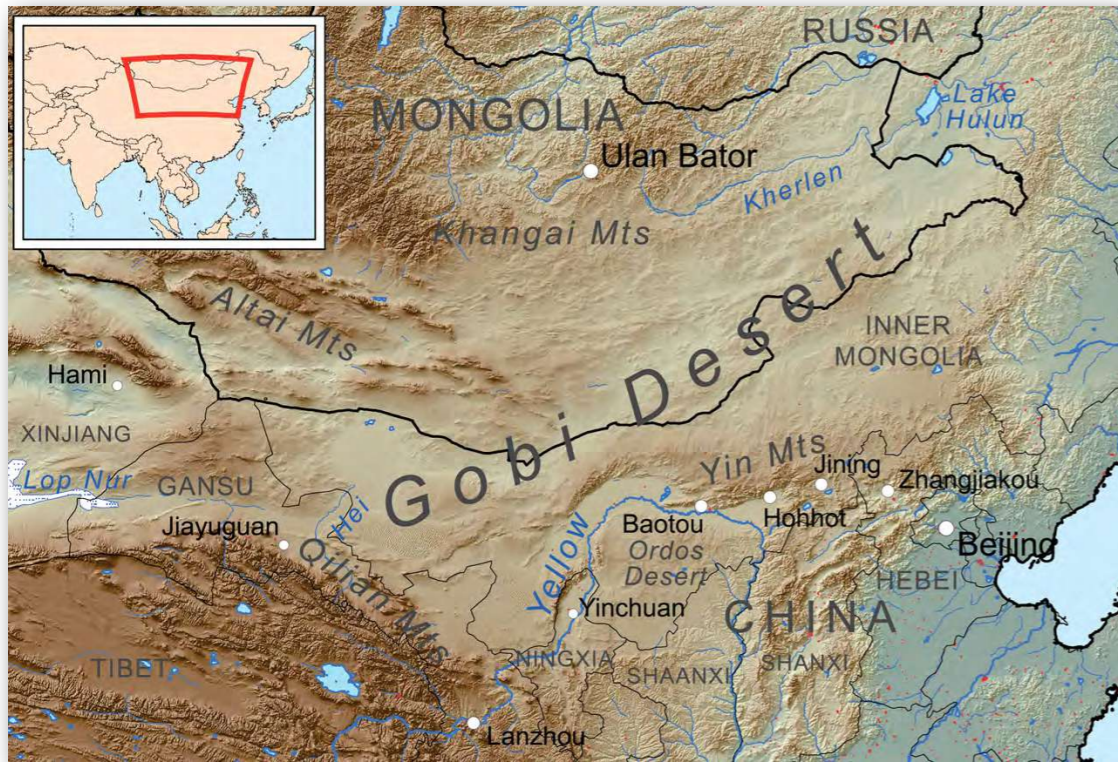 RUSSIA
MONGOLIA
Lake
Hulun
Ulan Bator
Kherlen
Khangai Mts
Altai Mts
Gobi Desert
INNER
MONGOLIA
Hami
XINJIANG
Lop Nur
GANSU
Jiayuguan
Hei
Qilian Mts
Yin Mts
Jining
Zhangjiakou
Hohhot
Baotou
Beijing
Ordos
Desert
Yellow
HEBEI
Yinchuan
CHINA
TIBET
NINGXIA
SHAANXI
SHANXI
Lanzhou